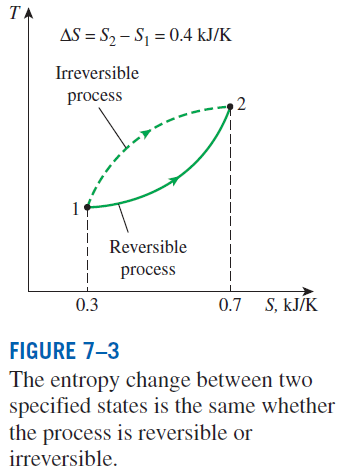 T
ΔS = S₂ – S₁ = 0.4 kJ/K
Irreversible
process
2
1
Reversible
process
0.3
0.7
S, kJ/K
FIGURE 7–3
The entropy change between two
specified states is the same whether
the process is reversible or
irreversible.